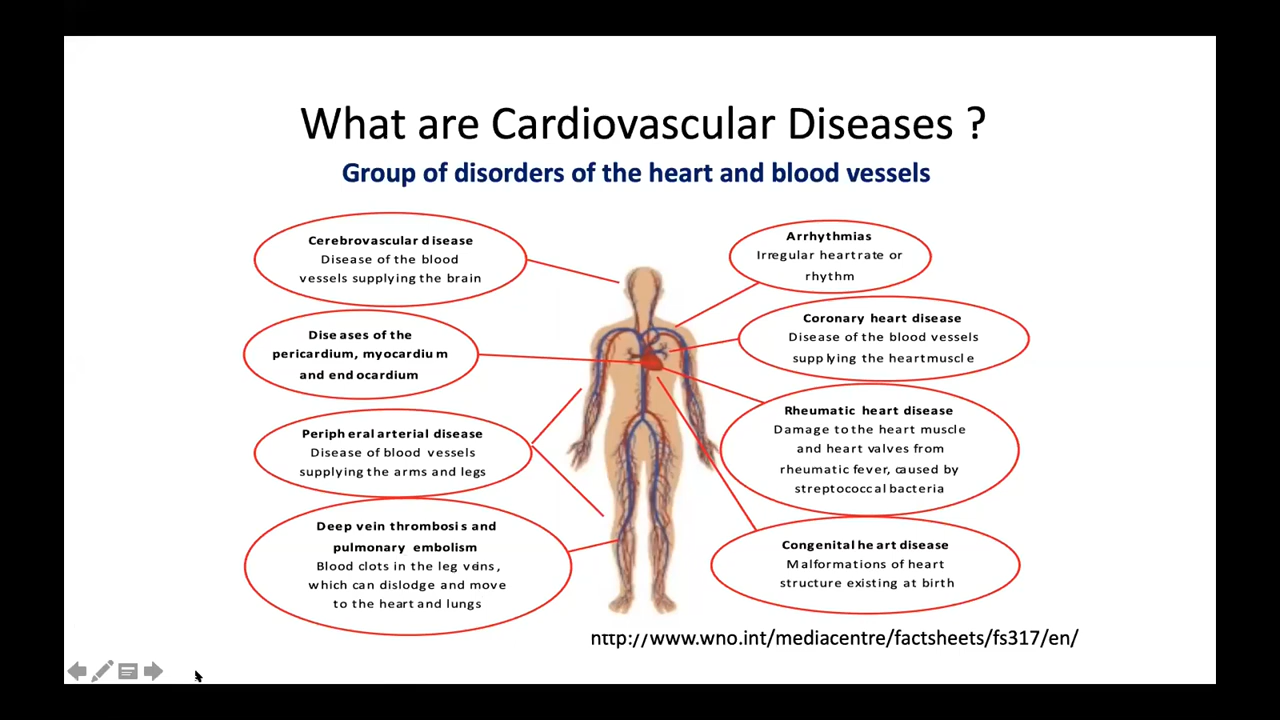 What are Cardiovascular Diseases ?
Group of disorders of the heart and blood vessels
Cerebrovascular disease
Disease of the blood
vessels supplying the brain
Diseases of the
pericardium, myocardium
and endocardium
Peripheral arterial disease
Disease of blood vessels
supplying the arms and legs
Deep vein thrombosis and
pulmonary embolism
Blood clots in the leg veins,
which can dislodge and move
to the heart and lungs
Arrhythmias
Irregular heartrate or
rhythm
Coronary heart disease
Disease of the blood vessels
supplying the heartmuscle
Rheumatic heart disease
Damage to the heart muscle
and heart valves from
rheumatic fever, caused by
streptococcal bacteria
Congenital heart disease
Malformations of heart
structure existing at birth
http://www.who.int/mediacentre/factsheets/fs317/en/